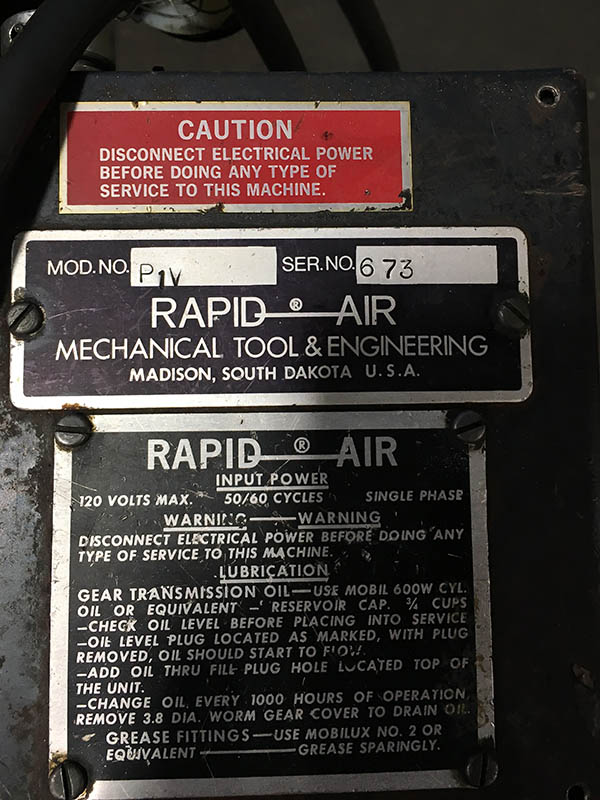 CAUTION
DISCONNECT ELECTRICAL POWER
BEFORE DOING ANY TYPE OF
SERVICE TO THIS MACHINE.
MOD. NO. P1V SER. NO. 673
RAPID ® AIR
MECHANICAL TOOL & ENGINEERING
MADISON, SOUTH DAKOTA U.S.A.
RAPID ® AIR
INPUT POWER
120 VOLTS MAX. 50/60 CYCLES SINGLE PHASE
WARNING — WARNING
DISCONNECT ELECTRICAL POWER BEFORE DOING ANY
TYPE OF SERVICE TO THIS MACHINE.
LUBRICATION
GEAR TRANSMISSION OIL — USE MOBIL 600W CYL.
OIL OR EQUIVALENT — RESERVOIR CAP. ¾ CUPS
—CHECK OIL LEVEL BEFORE PLACING INTO SERVICE
—OIL LEVEL PLUG LOCATED AS MARKED, WITH PLUG
REMOVED, OIL SHOULD START TO FLOW.
—ADD OIL THRU FILL PLUG HOLE LOCATED TOP OF
THE UNIT.
—CHANGE OIL EVERY 1000 HOURS OF OPERATION
REMOVE 3.8 DIA. WORM GEAR COVER TO DRAIN OIL.
GREASE FITTINGS — USE MOBILUX NO. 2 OR
EQUIVALENT — GREASE SPARINGLY.